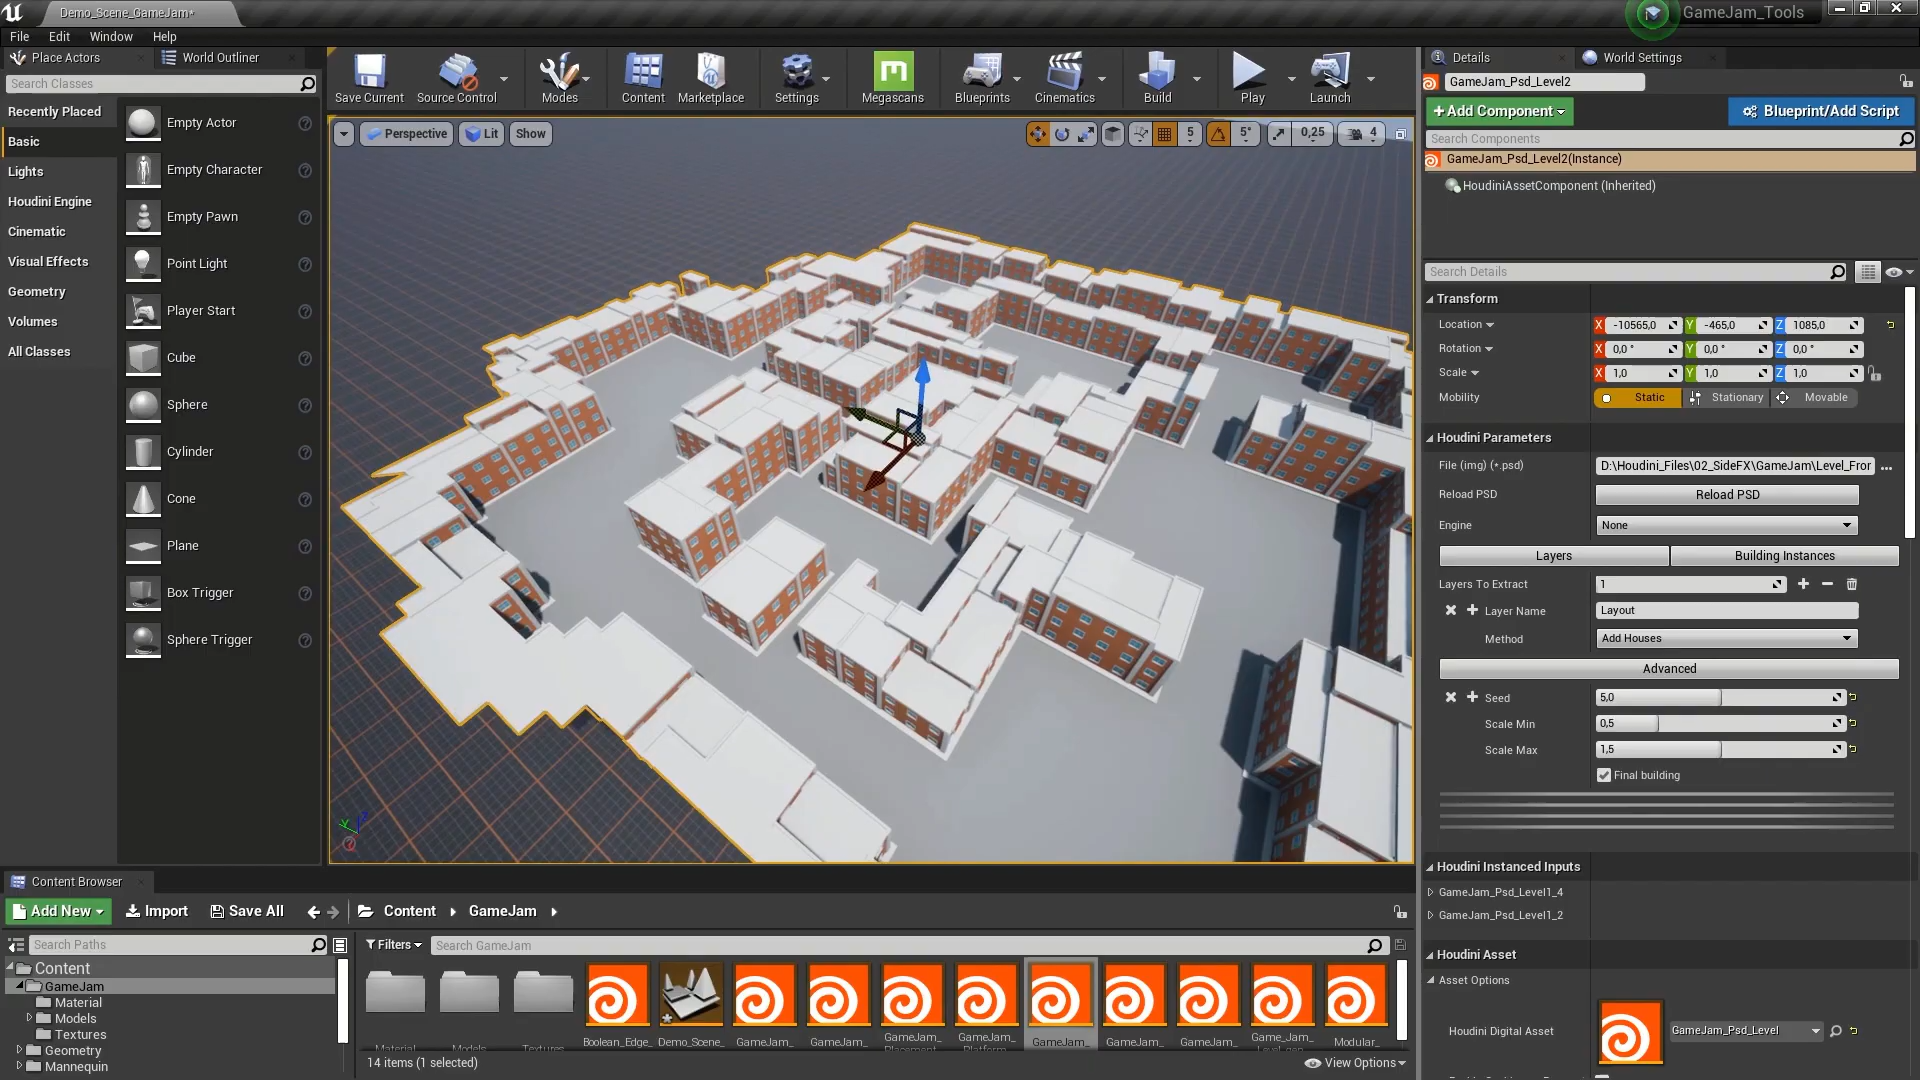 Demo_Scene_GameJam*
GameJam_Tools
File Edit Window Help
Place Actors
World Outliner
Search Classes
Recently Placed
Basic
Lights
Houdini Engine
Cinematic
Visual Effects
Geometry
Volumes
All Classes
Empty Actor
Empty Character
Empty Pawn
Point Light
Player Start
Cube
Sphere
Cylinder
Cone
Plane
Box Trigger
Sphere Trigger
Save Current
Source Control
Modes
Content
Marketplace
Settings
Megascans
Blueprints
Cinematics
Build
Play
Launch
Perspective
Lit
Show
5
5°
0,25
4
Details
World Settings
GameJam_Psd_Level2
+Add Component
Blueprint/Add Script
Search Components
GameJam_Psd_Level2(Instance)
HoudiniAssetComponent (Inherited)
Search Details
Transform
Location X -10565,0 Y -465,0 Z 1085,0
Rotation X 0,0 ° Y 0,0 ° Z 0,0 °
Scale X 1,0 Y 1,0 Z 1,0
Mobility Static Stationary Movable
Houdini Parameters
File (img) (*.psd) D:\Houdini_Files\02_SideFX\GameJam\Level_Fror
Reload PSD Reload PSD
Engine None
Layers Building Instances
Layers To Extract 1
Layer Name Layout
Method Add Houses
Advanced
Seed 5,0
Scale Min 0,5
Scale Max 1,5
Final building
Houdini Instanced Inputs
GameJam_Psd_Level1_4
GameJam_Psd_Level1_2
Houdini Asset
Asset Options
Houdini Digital Asset GameJam_Psd_Level
Content Browser
Add New Import Save All Content GameJam
Search Paths
Filters
Search GameJam
Content
GameJam
Material
Models
Textures
Geometry
Mannequin
Material
Models
Textures
Boolean_Edge_
Demo_Scene_
GameJam_
GameJam_
GameJam_
GameJam_
Platform
GameJam_
GameJam_
GameJam_
Game_Jam_
Modular_
14 items (1 selected)
View Options